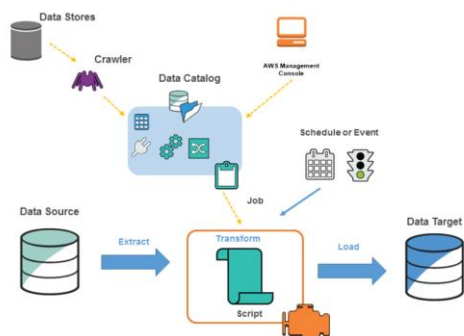 Data Stores
Crawler
Data Catalog
AWS Management
Console
Schedule or Event
Job
Data Source
Extract
Transform
Script
Load
Data Target